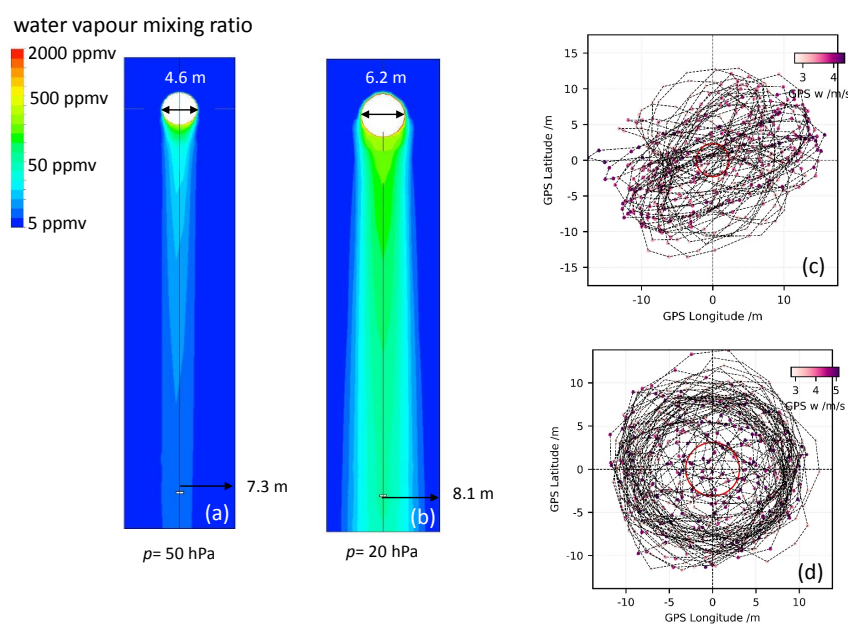 water vapour mixing ratio
2000 ppmv
500 ppmv
50 ppmv
5 ppmv
4.6 m
7.3 m
(a)
p= 50 hPa
6.2 m
8.1 m
(b)
p= 20 hPa
15
10
5
0
-5
-10
-15
GPS Latitude /m
-10
0
10
GPS Longitude /m
3
4
GPS w /m/s
(c)
10
5
0
-5
-10
GPS Latitude /m
-10
-5
0
5
10
GPS Longitude /m
3
4
5
GPS w /m/s
(d)